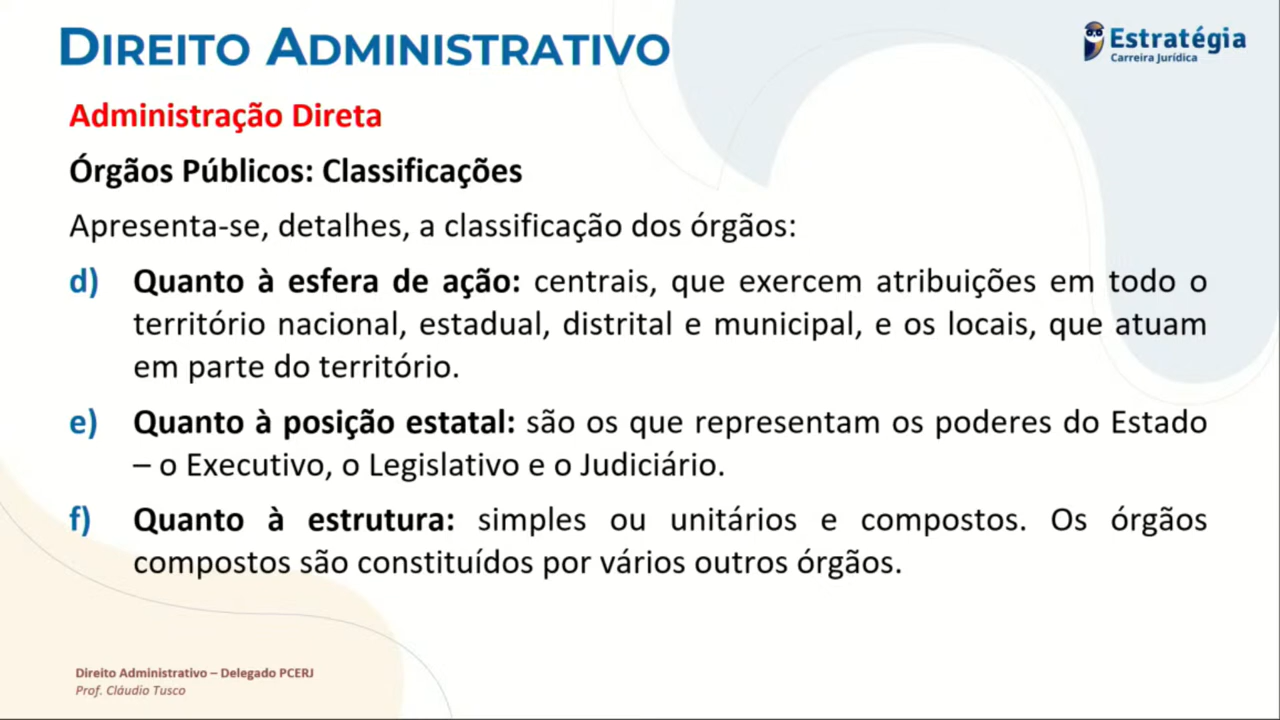 DIREITO ADMINISTRATIVO
Estratégia
Carreira Jurídica
Administração Direta
Órgãos Públicos: Classificações
Apresenta-se, detalhes, a classificação dos órgãos:
d) Quanto à esfera de ação: centrais, que exercem atribuições em todo o
território nacional, estadual, distrital e municipal, e os locais, que atuam
em parte do território.
e) Quanto à posição estatal: são os que representam os poderes do Estado
– o Executivo, o Legislativo e o Judiciário.
f) Quanto à estrutura: simples ou unitários e compostos. Os órgãos
compostos são constituídos por vários outros órgãos.
Direito Administrativo – Delegado PCERJ
Prof. Cláudio Tusco